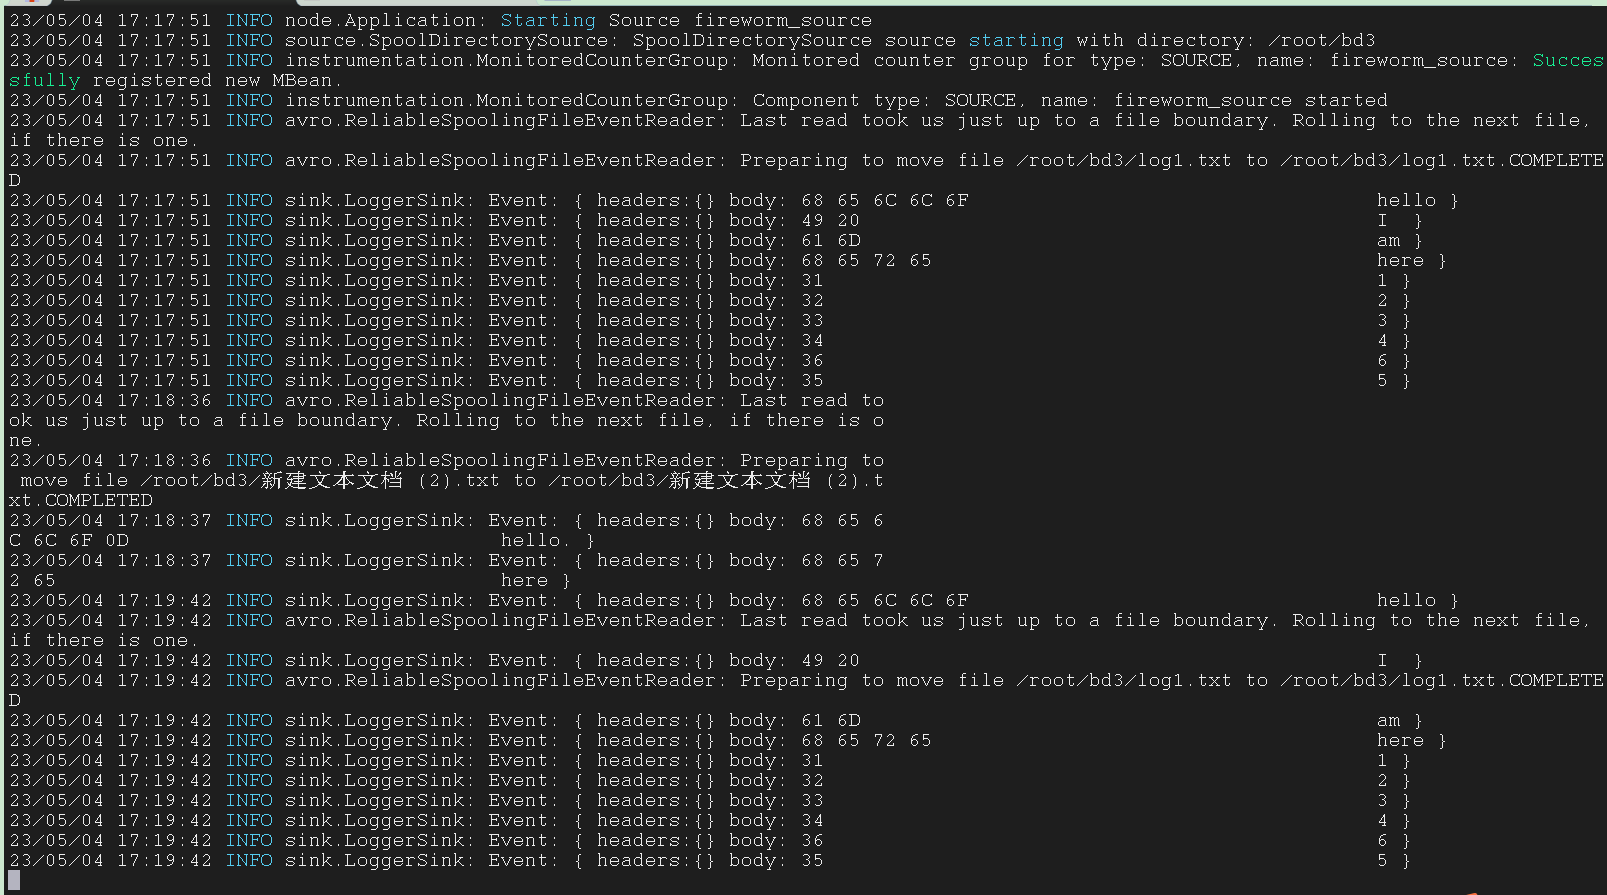 23/05/04 17:17:51 INFO node.Application: Starting Source fireworm_source
23/05/04 17:17:51 INFO source.SpoolDirectorySource: SpoolDirectorySource source starting with directory: /root/bd3
23/05/04 17:17:51 INFO instrumentation.MonitoredCounterGroup: Monitored counter group for type: SOURCE, name: fireworm_source: Succes
sfully registered new MBean.
23/05/04 17:17:51 INFO instrumentation.MonitoredCounterGroup: Component type: SOURCE, name: fireworm_source started
23/05/04 17:17:51 INFO avro.ReliableSpoolingFileEventReader: Last read took us just up to a file boundary. Rolling to the next file,
if there is one.
23/05/04 17:17:51 INFO avro.ReliableSpoolingFileEventReader: Preparing to move file /root/bd3/log1.txt to /root/bd3/log1.txt.COMPLETE
D
23/05/04 17:17:51 INFO sink.LoggerSink: Event: { headers:{} body: 68 65 6C 6C 6F hello }
23/05/04 17:17:51 INFO sink.LoggerSink: Event: { headers:{} body: 49 20 I  }
23/05/04 17:17:51 INFO sink.LoggerSink: Event: { headers:{} body: 61 6D am }
23/05/04 17:17:51 INFO sink.LoggerSink: Event: { headers:{} body: 68 65 72 65 here }
23/05/04 17:17:51 INFO sink.LoggerSink: Event: { headers:{} body: 31 1 }
23/05/04 17:17:51 INFO sink.LoggerSink: Event: { headers:{} body: 32 2 }
23/05/04 17:17:51 INFO sink.LoggerSink: Event: { headers:{} body: 33 3 }
23/05/04 17:17:51 INFO sink.LoggerSink: Event: { headers:{} body: 34 4 }
23/05/04 17:17:51 INFO sink.LoggerSink: Event: { headers:{} body: 36 6 }
23/05/04 17:17:51 INFO sink.LoggerSink: Event: { headers:{} body: 35 5 }
23/05/04 17:18:36 INFO avro.ReliableSpoolingFileEventReader: Last read to
ok us just up to a file boundary. Rolling to the next file, if there is o
ne.
23/05/04 17:18:36 INFO avro.ReliableSpoolingFileEventReader: Preparing to
move file /root/bd3/新建文本文档 (2).txt to /root/bd3/新建文本文档 (2).t
xt.COMPLETED
23/05/04 17:18:37 INFO sink.LoggerSink: Event: { headers:{} body: 68 65 6
C 6C 6F 0D hello. }
23/05/04 17:18:37 INFO sink.LoggerSink: Event: { headers:{} body: 68 65 7
2 65 here }
23/05/04 17:19:42 INFO sink.LoggerSink: Event: { headers:{} body: 68 65 6C 6C 6F hello }
23/05/04 17:19:42 INFO avro.ReliableSpoolingFileEventReader: Last read took us just up to a file boundary. Rolling to the next file,
if there is one.
23/05/04 17:19:42 INFO sink.LoggerSink: Event: { headers:{} body: 49 20 I  }
23/05/04 17:19:42 INFO avro.ReliableSpoolingFileEventReader: Preparing to move file /root/bd3/log1.txt to /root/bd3/log1.txt.COMPLETE
D
23/05/04 17:19:42 INFO sink.LoggerSink: Event: { headers:{} body: 61 6D am }
23/05/04 17:19:42 INFO sink.LoggerSink: Event: { headers:{} body: 68 65 72 65 here }
23/05/04 17:19:42 INFO sink.LoggerSink: Event: { headers:{} body: 31 1 }
23/05/04 17:19:42 INFO sink.LoggerSink: Event: { headers:{} body: 32 2 }
23/05/04 17:19:42 INFO sink.LoggerSink: Event: { headers:{} body: 33 3 }
23/05/04 17:19:42 INFO sink.LoggerSink: Event: { headers:{} body: 34 4 }
23/05/04 17:19:42 INFO sink.LoggerSink: Event: { headers:{} body: 36 6 }
23/05/04 17:19:42 INFO sink.LoggerSink: Event: { headers:{} body: 35 5 }